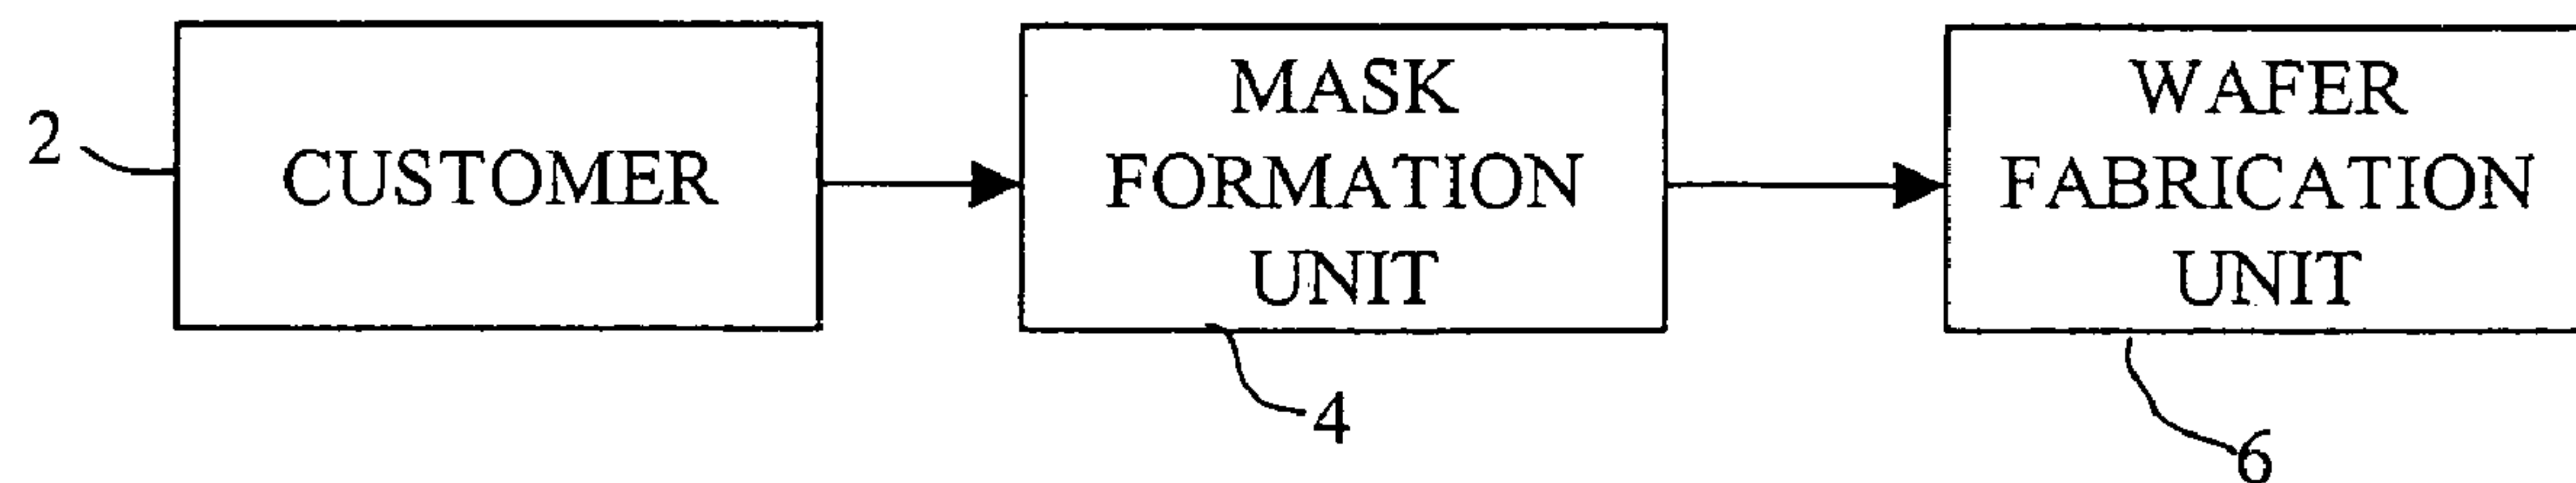 2
CUSTOMER
MASK
FORMATION
UNIT
4
WAFER
FABRICATION
UNIT
6